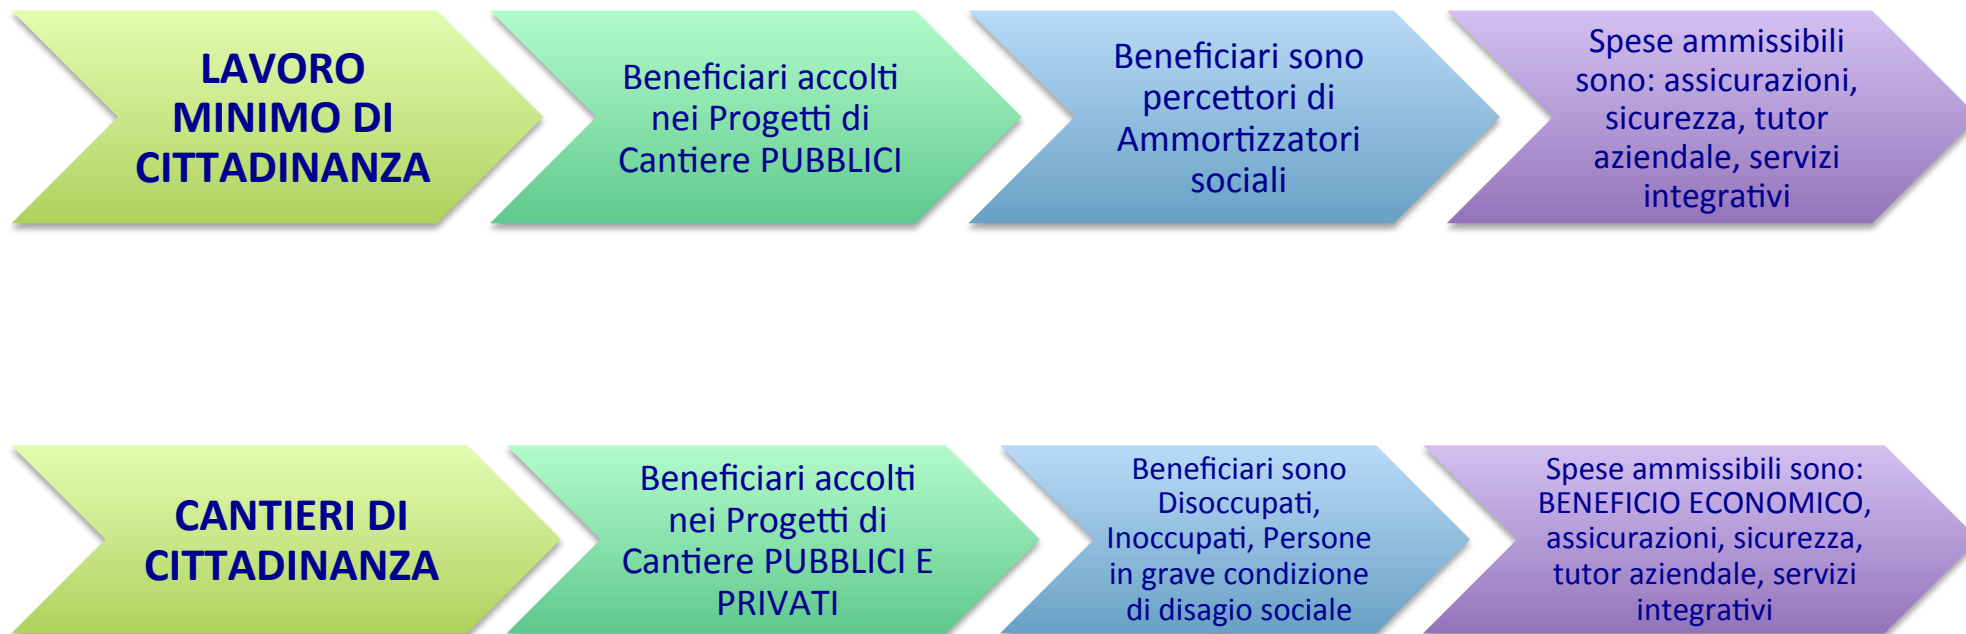 LAVORO
MINIMO DI
CITTADINANZA
Beneficiari accolti
nei Progetti di
Cantiere PUBBLICI
Beneficiari sono
percettori di
Ammortizzatori
sociali
Spese ammissibili
sono: assicurazioni,
sicurezza, tutor
aziendale, servizi
integrativi
CANTIERI DI
CITTADINANZA
Beneficiari accolti
nei Progetti di
Cantiere PUBBLICI E
PRIVATI
Beneficiari sono
Disoccupati,
Inoccupati, Persone
in grave condizione
di disagio sociale
Spese ammissibili sono:
BENEFICIO ECONOMICO,
assicurazioni, sicurezza,
tutor aziendale, servizi
integrativi